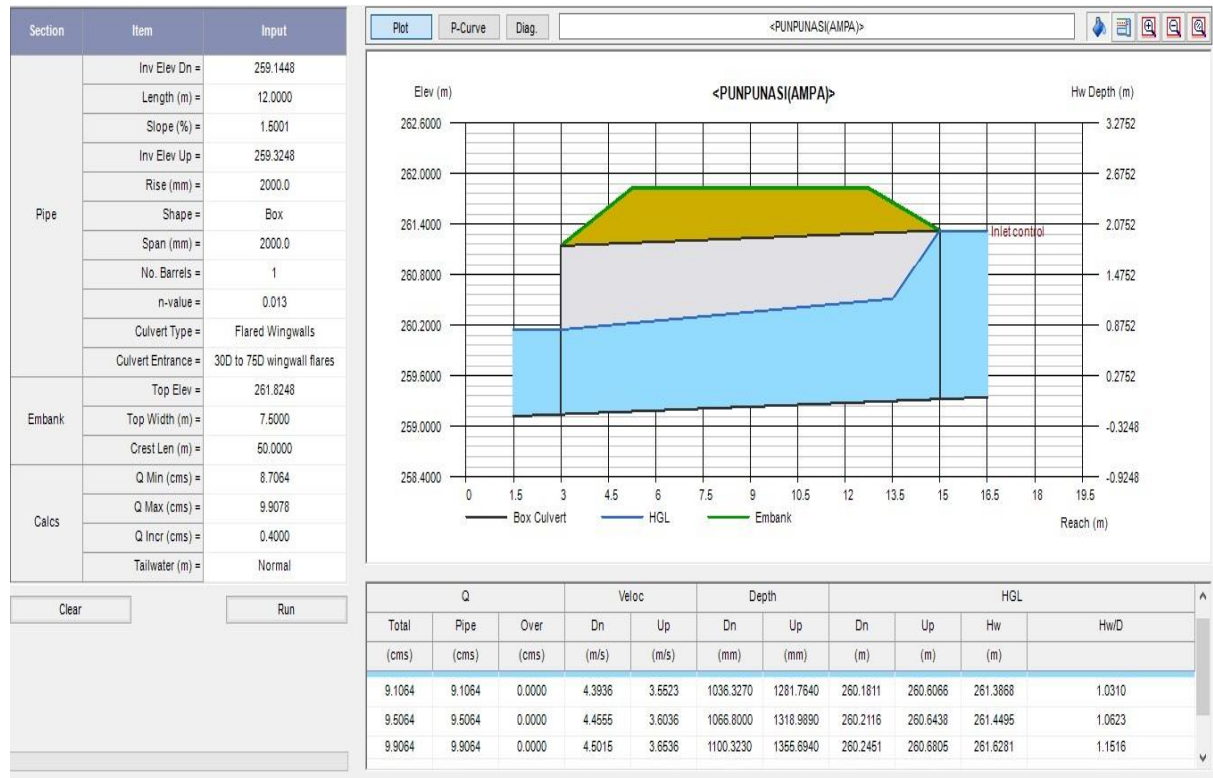 Section Item Input
Pipe
Inv Elev Dn = 259.1448
Length (m) = 12.0000
Slope (%) = 1.5001
Inv Elev Up = 259.3248
Rise (mm) = 2000.0
Shape = Box
Span (mm) = 2000.0
No. Barrels = 1
n-value = 0.013
Culvert Type = Flared Wingwalls
Culvert Entrance = 30D to 75D wingwall flares
Embank
Top Elev = 261.8248
Top Width (m) = 7.5000
Crest Len (m) = 50.0000
Calcs
Q Min (cms) = 8.7064
Q Max (cms) = 9.9078
Q Incr (cms) = 0.4000
Tailwater (m) = Normal
Clear Run
Plot P-Curve Diag. <PUNPUNASI(AMPA)>
Elev (m) <PUNPUNASI(AMPA)> Hw Depth (m)
262.6000 3.2752
262.0000 2.6752
261.4000 2.0752
Inlet control
260.8000 1.4752
260.2000 0.8752
259.6000 0.2752
259.0000 -0.3248
258.4000 -0.9248
0 1.5 3 4.5 6 7.5 9 10.5 12 13.5 15 16.5 18 19.5
Box Culvert HGL Embank
Reach (m)
Q Veloc Depth HGL
Total Pipe Over Dn Up Dn Up Dn Up Hw Hw/D
(cms) (cms) (cms) (m/s) (m/s) (mm) (mm) (m) (m) (m)
9.1064 9.1064 0.0000 4.3936 3.5523 1036.3270 1281.7640 260.1811 260.6066 261.3868 1.0310
9.5064 9.5064 0.0000 4.4555 3.6036 1066.8000 1318.9890 260.2116 260.6438 261.4495 1.0623
9.9064 9.9064 0.0000 4.5015 3.6536 1100.3230 1355.6940 260.2451 260.6805 261.6281 1.1516